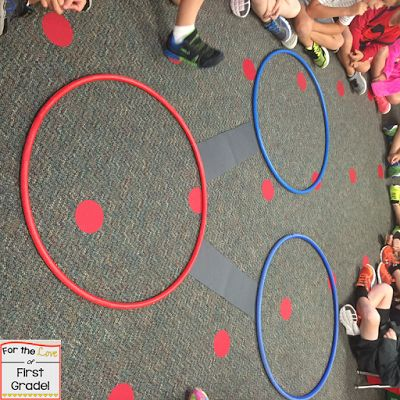 For the Love
of
First
Grade!